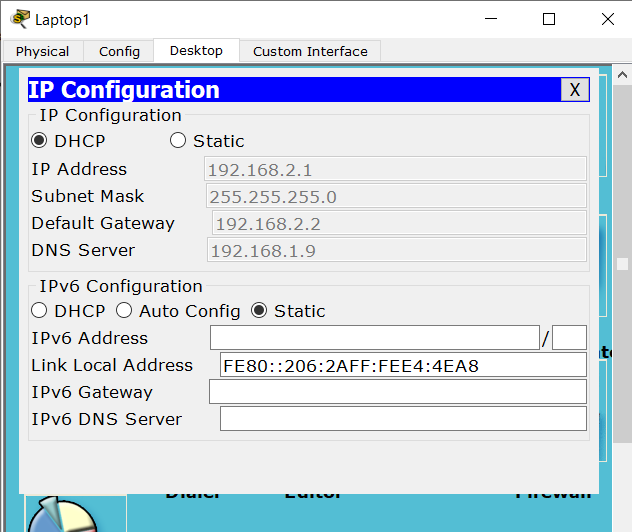 Laptop1
Physical Config Desktop Custom Interface
IP Configuration X
IP Configuration
DHCP Static
IP Address 192.168.2.1
Subnet Mask 255.255.255.0
Default Gateway 192.168.2.2
DNS Server 192.168.1.9
IPv6 Configuration
DHCP Auto Config Static
IPv6 Address /
Link Local Address FE80::206:2AFF:FEE4:4EA8
IPv6 Gateway
IPv6 DNS Server
Dialer Editor Firewall